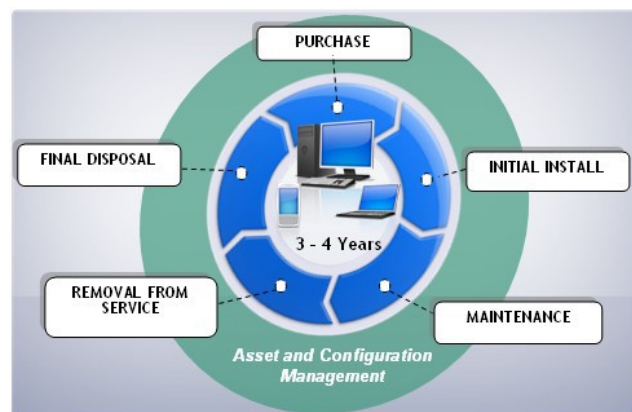 PURCHASE
FINAL DISPOSAL
INITIAL INSTALL
3 - 4 Years
REMOVAL FROM
SERVICE
MAINTENANCE
Asset and Configuration
Management